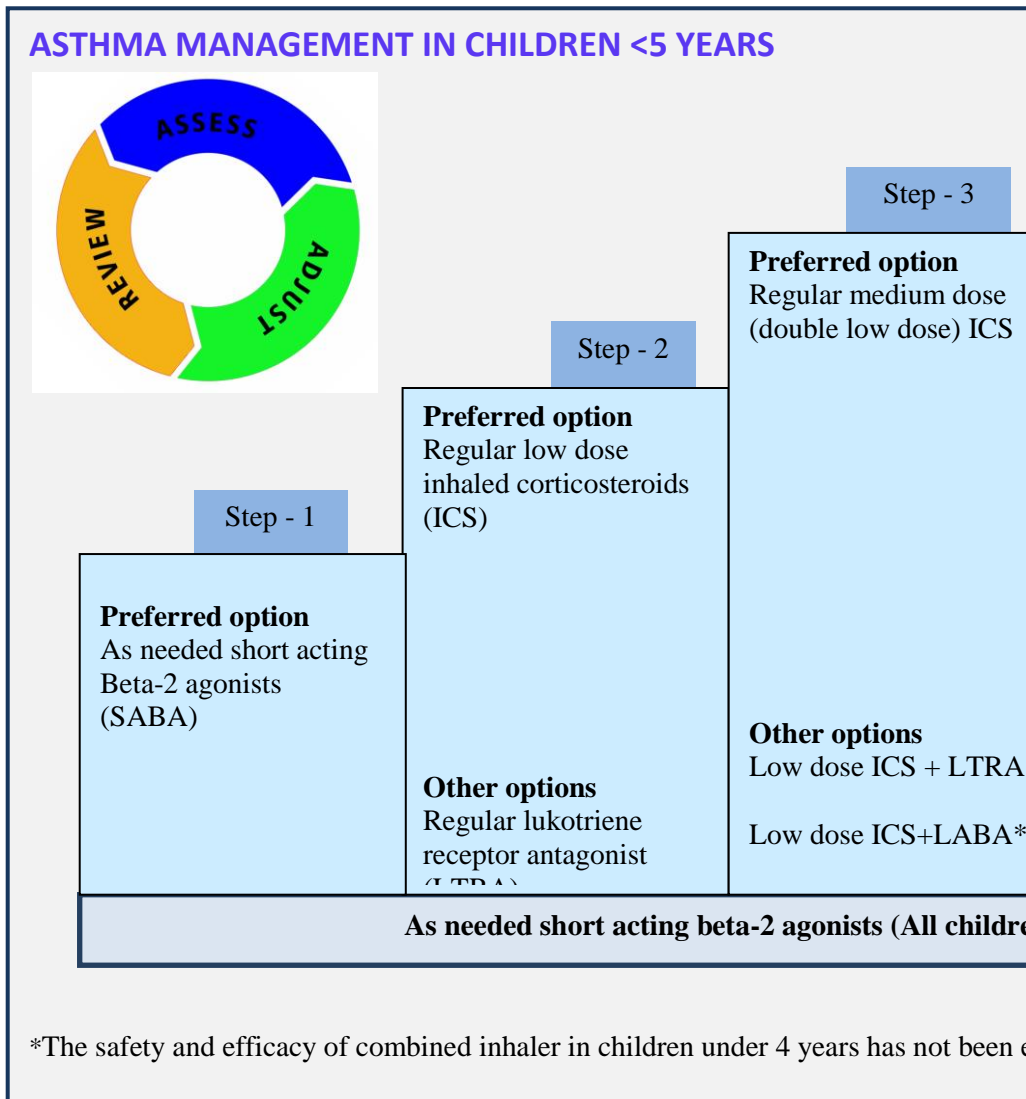 ASTHMA MANAGEMENT IN CHILDREN <5 YEARS
ASSESS
REVIEW
ADJUST
Step - 1
Preferred option
As needed short acting
Beta-2 agonists
(SABA)
Step - 2
Preferred option
Regular low dose
inhaled corticosteroids
(ICS)
Other options
Regular lukotriene
receptor antagonist
(LTRA)
Step - 3
Preferred option
Regular medium dose
(double low dose) ICS
Other options
Low dose ICS + LTRA
Low dose ICS+LABA*
As needed short acting beta-2 agonists (All childre
*The safety and efficacy of combined inhaler in children under 4 years has not been